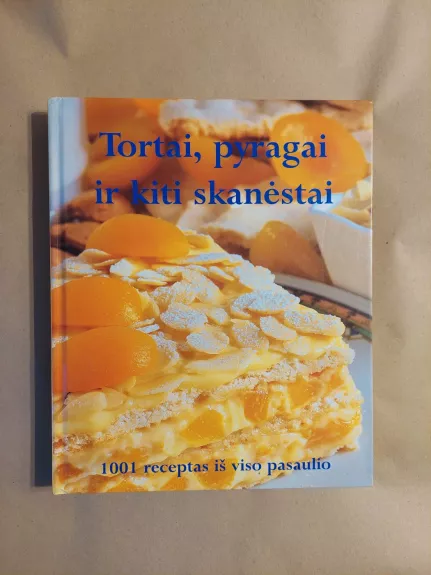 Tortai, pyragai
ir kiti skanėstai
1001 receptas iš viso pasaulio